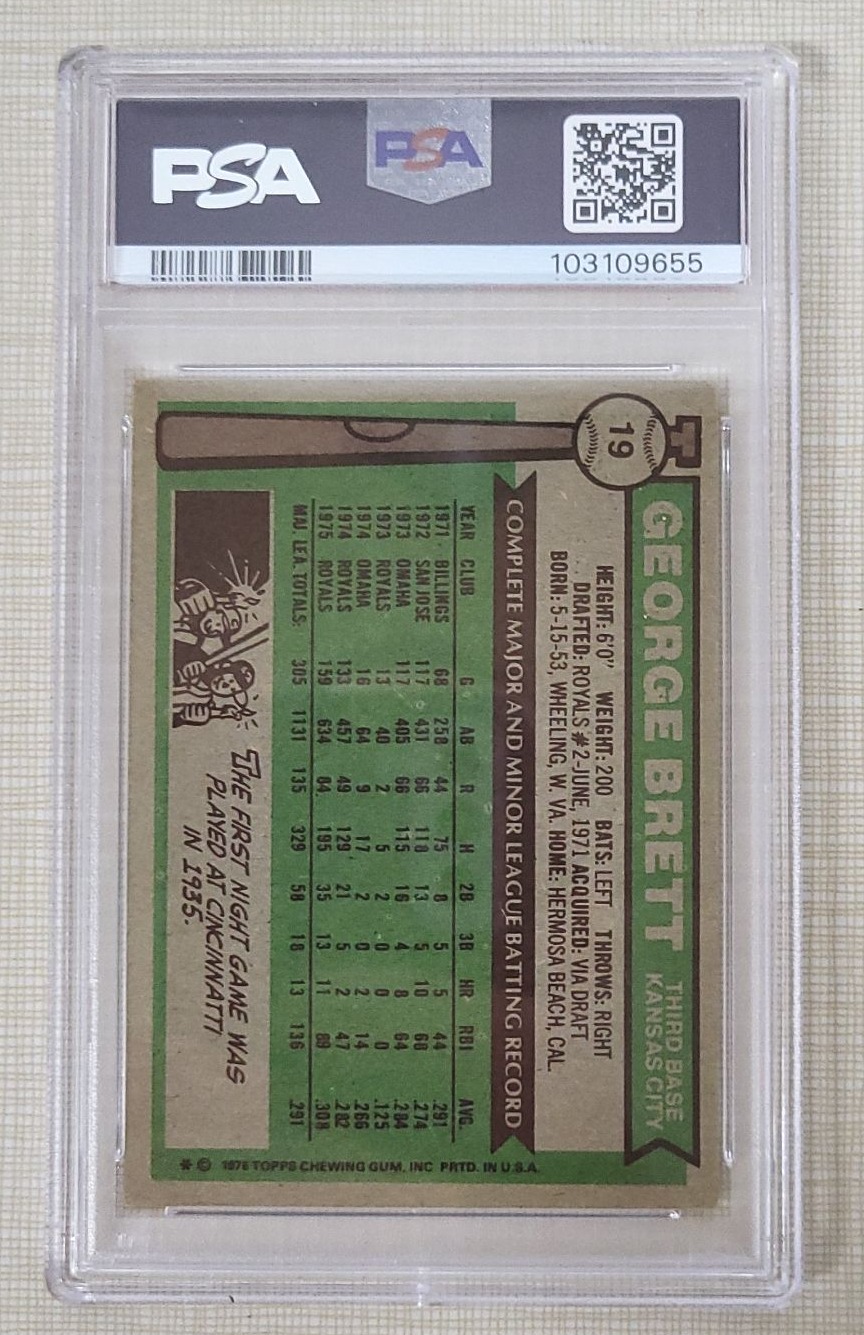 PSA
PSA
103109655
19
GEORGE BRETT
THIRD BASE
KANSAS CITY
HEIGHT: 6'0" WEIGHT: 200 BATS: LEFT THROWS: RIGHT
DRAFTED: ROYALS #2-JUNE, 1971 ACQUIRED: VIA DRAFT
BORN: 5-15-53, WHEELING, W. VA. HOME: HERMOSA BEACH, CAL.
COMPLETE MAJOR AND MINOR LEAGUE BATTING RECORD
YEAR CLUB G AB R H 2B 3B HR RBI AVG.
1971 BILLINGS 68 258 44 75 8 5 5 44 .291
1972 SAN JOSE 117 431 66 118 13 5 10 68 .274
1973 OMAHA 117 405 66 115 16 4 8 64 .284
1973 ROYALS 13 40 2 5 2 0 0 0 .125
1974 OMAHA 16 64 9 17 2 0 2 14 .266
1974 ROYALS 133 457 49 129 21 5 2 47 .282
1975 ROYALS 159 634 84 195 35 13 11 89 .308
MAJ. LEA. TOTALS: 305 1131 135 329 58 18 13 136 .291
THE FIRST NIGHT GAME WAS
PLAYED AT CINCINNATTI
IN 1935.
* © 1976 TOPPS CHEWING GUM, INC PRTD. IN U.S.A.